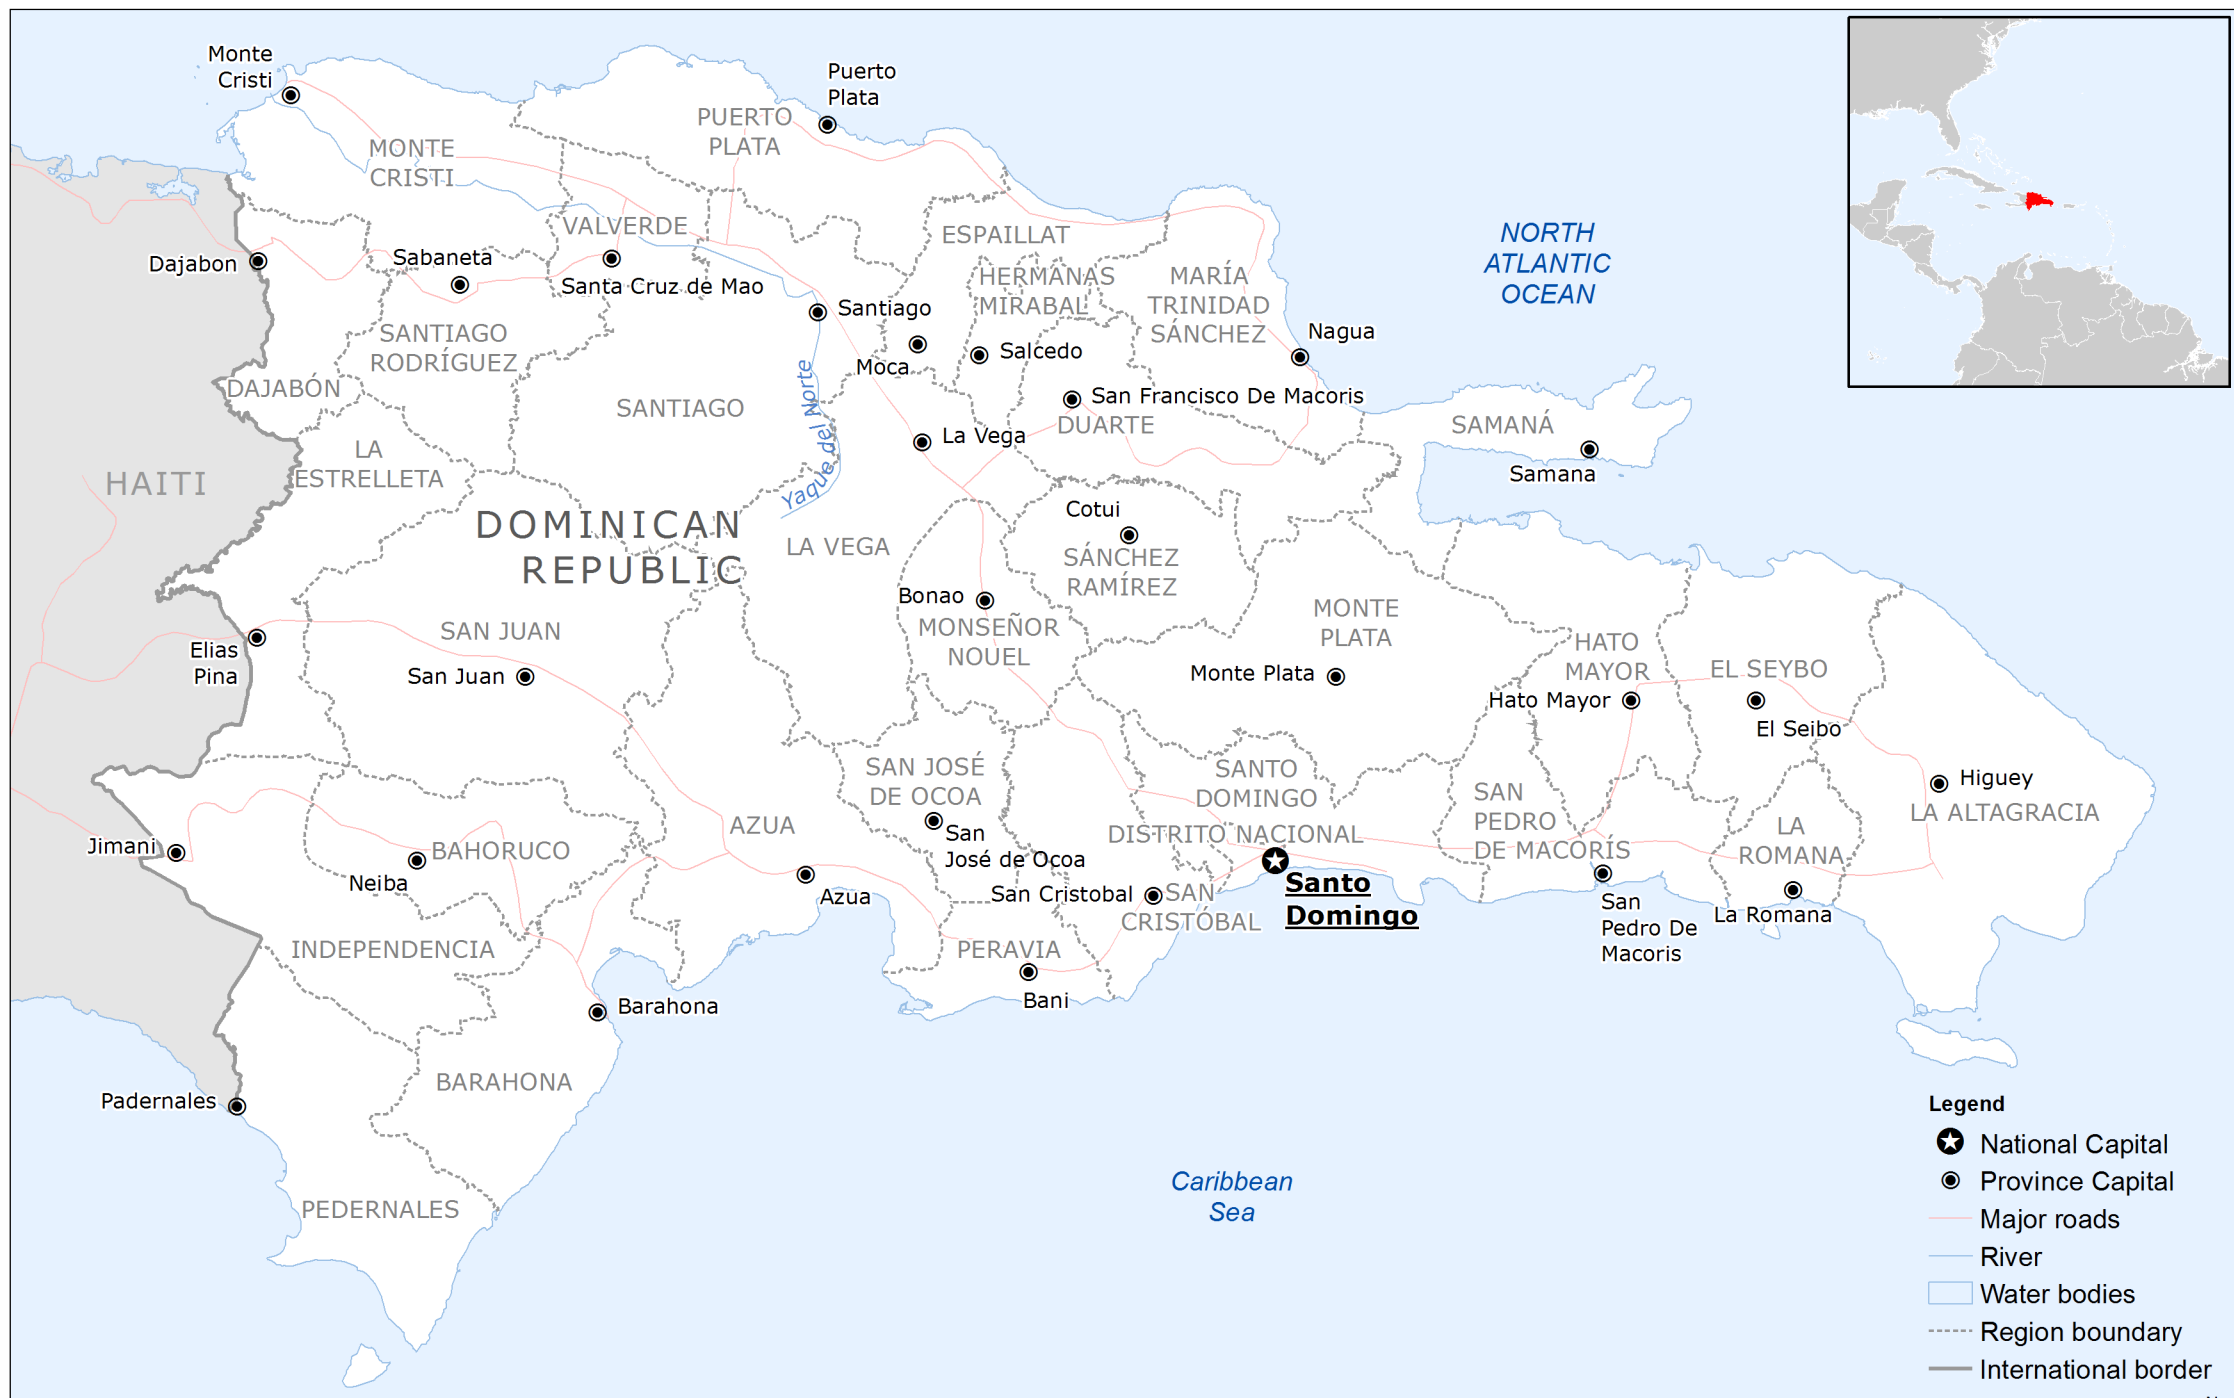 Monte
Cristi
Puerto
Plata
PUERTO
PLATA
MONTE
CRISTI
VALVERDE
ESPAILLAT
NORTH
ATLANTIC
OCEAN
Dajabon
Sabaneta
Santa Cruz de Mao
HERMANAS
MIRABAL
MARÍA
TRINIDAD
SÁNCHEZ
Santiago
Nagua
SANTIAGO
RODRÍGUEZ
Moca
Salcedo
DAJABÓN
SANTIAGO
Yaque del Norte
San Francisco De Macoris
DUARTE
SAMANÁ
La Vega
LA
ESTRELLETA
HAITI
Samana
DOMINICAN
REPUBLIC
Cotui
LA VEGA
SÁNCHEZ
RAMÍREZ
Bonao
MONSEÑOR
NOUEL
MONTE
PLATA
SAN JUAN
Elias
Pina
San Juan
Monte Plata
HATO
MAYOR
Hato Mayor
EL SEYBO
El Seibo
SAN JOSÉ
DE OCOA
SANTO
DOMINGO
SAN
PEDRO
DE MACORÍS
Higuey
LA ALTAGRACIA
AZUA
San
José de Ocoa
DISTRITO NACIONAL
LA
ROMANA
Jimani
BAHORUCO
Neiba
Azua
San Cristobal
SAN
CRISTÓBAL
Santo
Domingo
San
Pedro De
Macoris
La Romana
INDEPENDENCIA
PERAVIA
Bani
Barahona
BARAHONA
Padernales
PEDERNALES
Caribbean
Sea
Legend
National Capital
Province Capital
Major roads
River
Water bodies
Region boundary
International border